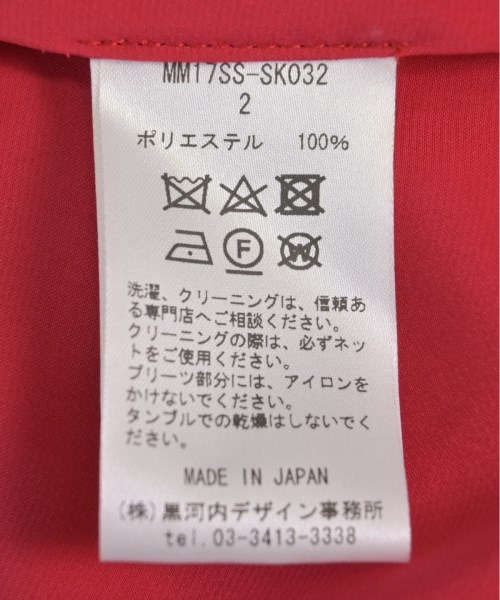 MM17SS-SK032
2
ポリエステル 100%
F
W
洗濯、クリーニングは、信頼あ
る専門店へご相談ください。
クリーニングの際は、必ずネッ
トをご使用ください。
プリーツ部分には、アイロンを
かけないでください。
タンブルでの乾燥はしないでく
ださい。
MADE IN JAPAN
(株)黒河内デザイン事務所
tel.03-3413-3338